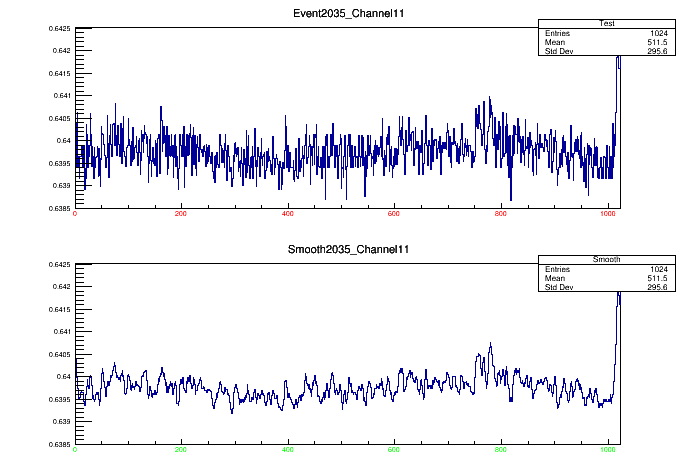 Event2035_Channel11
Test
Entries 1024
Mean 511.5
Std Dev 295.6
0.6425
0.642
0.6415
0.641
0.6405
0.64
0.6395
0.639
0.6385
0 200 400 600 800 1000
Smooth2035_Channel11
Smooth
Entries 1024
Mean 511.5
Std Dev 295.6
0.6425
0.642
0.6415
0.641
0.6405
0.64
0.6395
0.639
0.6385
0 200 400 600 800 1000